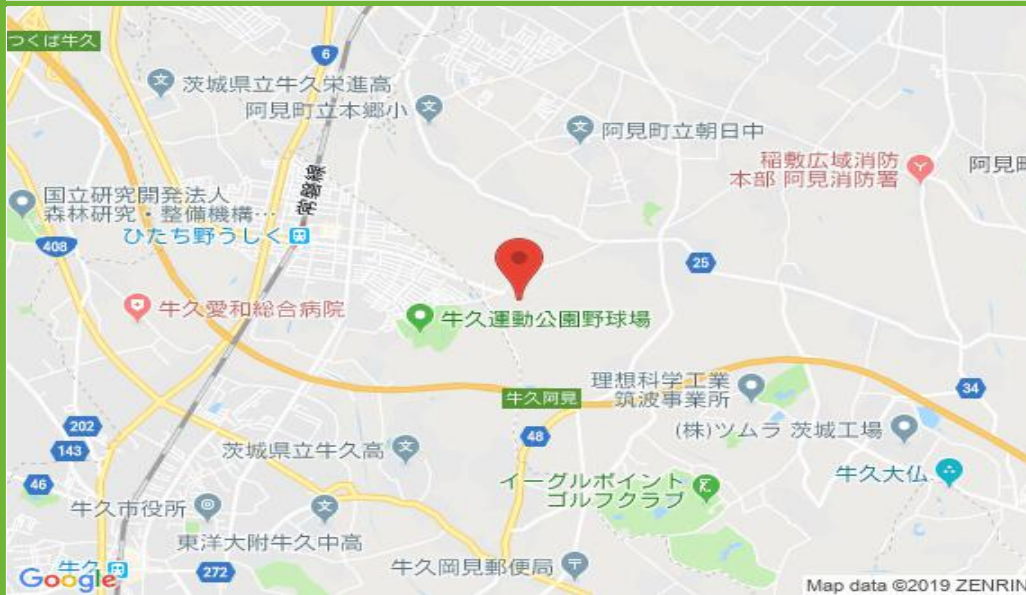 つくば牛久
6
茨城県立牛久栄進高
阿見町立本郷小
阿見町立朝日中
稲敷広域消防
本部 阿見消防署
阿見町
国立研究開発法人
森林研究・整備機構…
常磐線
ひたち野うしく
408
25
牛久愛和総合病院
牛久運動公園野球場
理想科学工業
筑波事業所
牛久阿見
34
202
143
48
(株)ツムラ 茨城工場
茨城県立牛久高
46
イーグルポイント
ゴルフクラブ
牛久大仏
牛久市役所
東洋大附牛久中高
牛久岡見郵便局
牛久
272
Google
Map data ©2019 ZENRIN